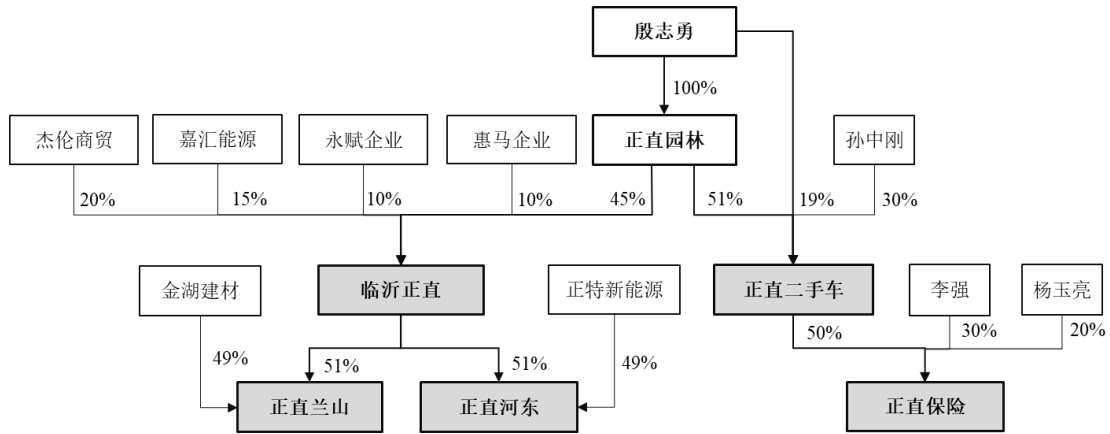 殷志勇
100%
杰伦商贸
嘉汇能源
永赋企业
惠马企业
正直园林
孙中刚
20%
15%
10%
10%
45%
51%
19%
30%
金湖建材
临沂正直
正特新能源
正直二手车
李强
杨玉亮
49%
51%
51%
49%
50%
30%
20%
正直兰山
正直河东
正直保险